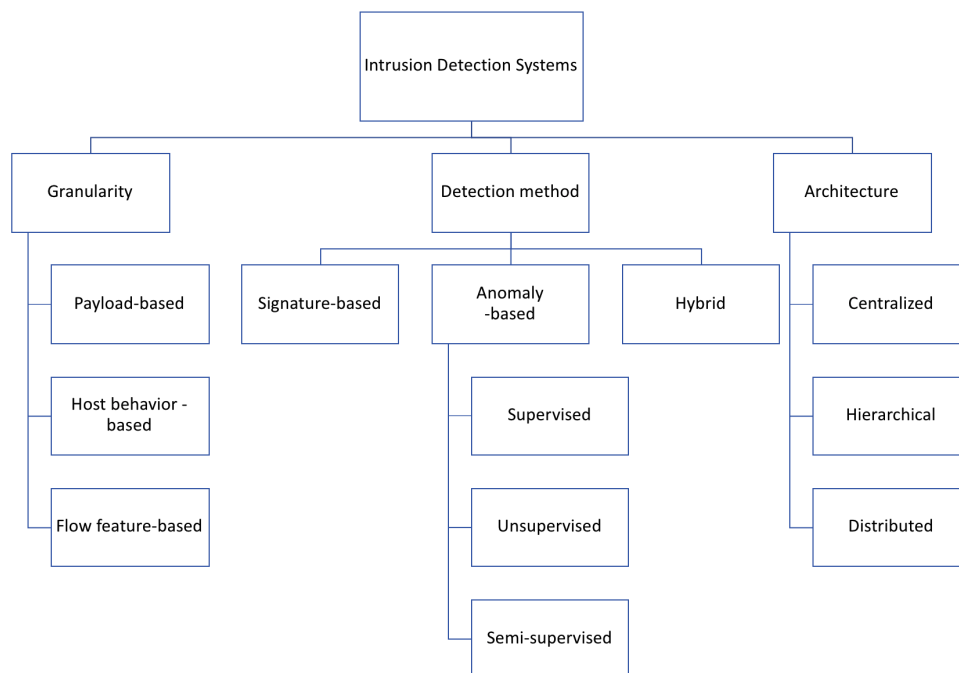 Intrusion Detection Systems
Granularity
Detection method
Architecture
Payload-based
Signature-based
Anomaly
-based
Hybrid
Centralized
Host behavior -
based
Supervised
Hierarchical
Flow feature-based
Unsupervised
Distributed
Semi-supervised